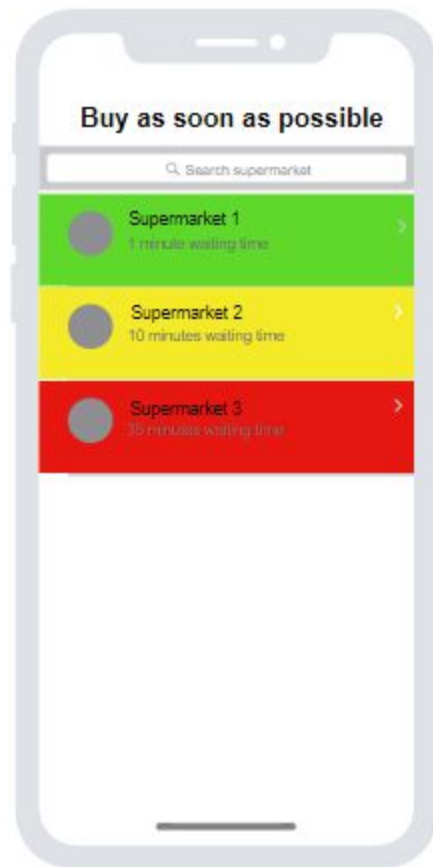 Buy as soon as possible
Search supermarket
Supermarket 1
1 minute waiting time
Supermarket 2
10 minutes waiting time
Supermarket 3
35 minutes waiting time